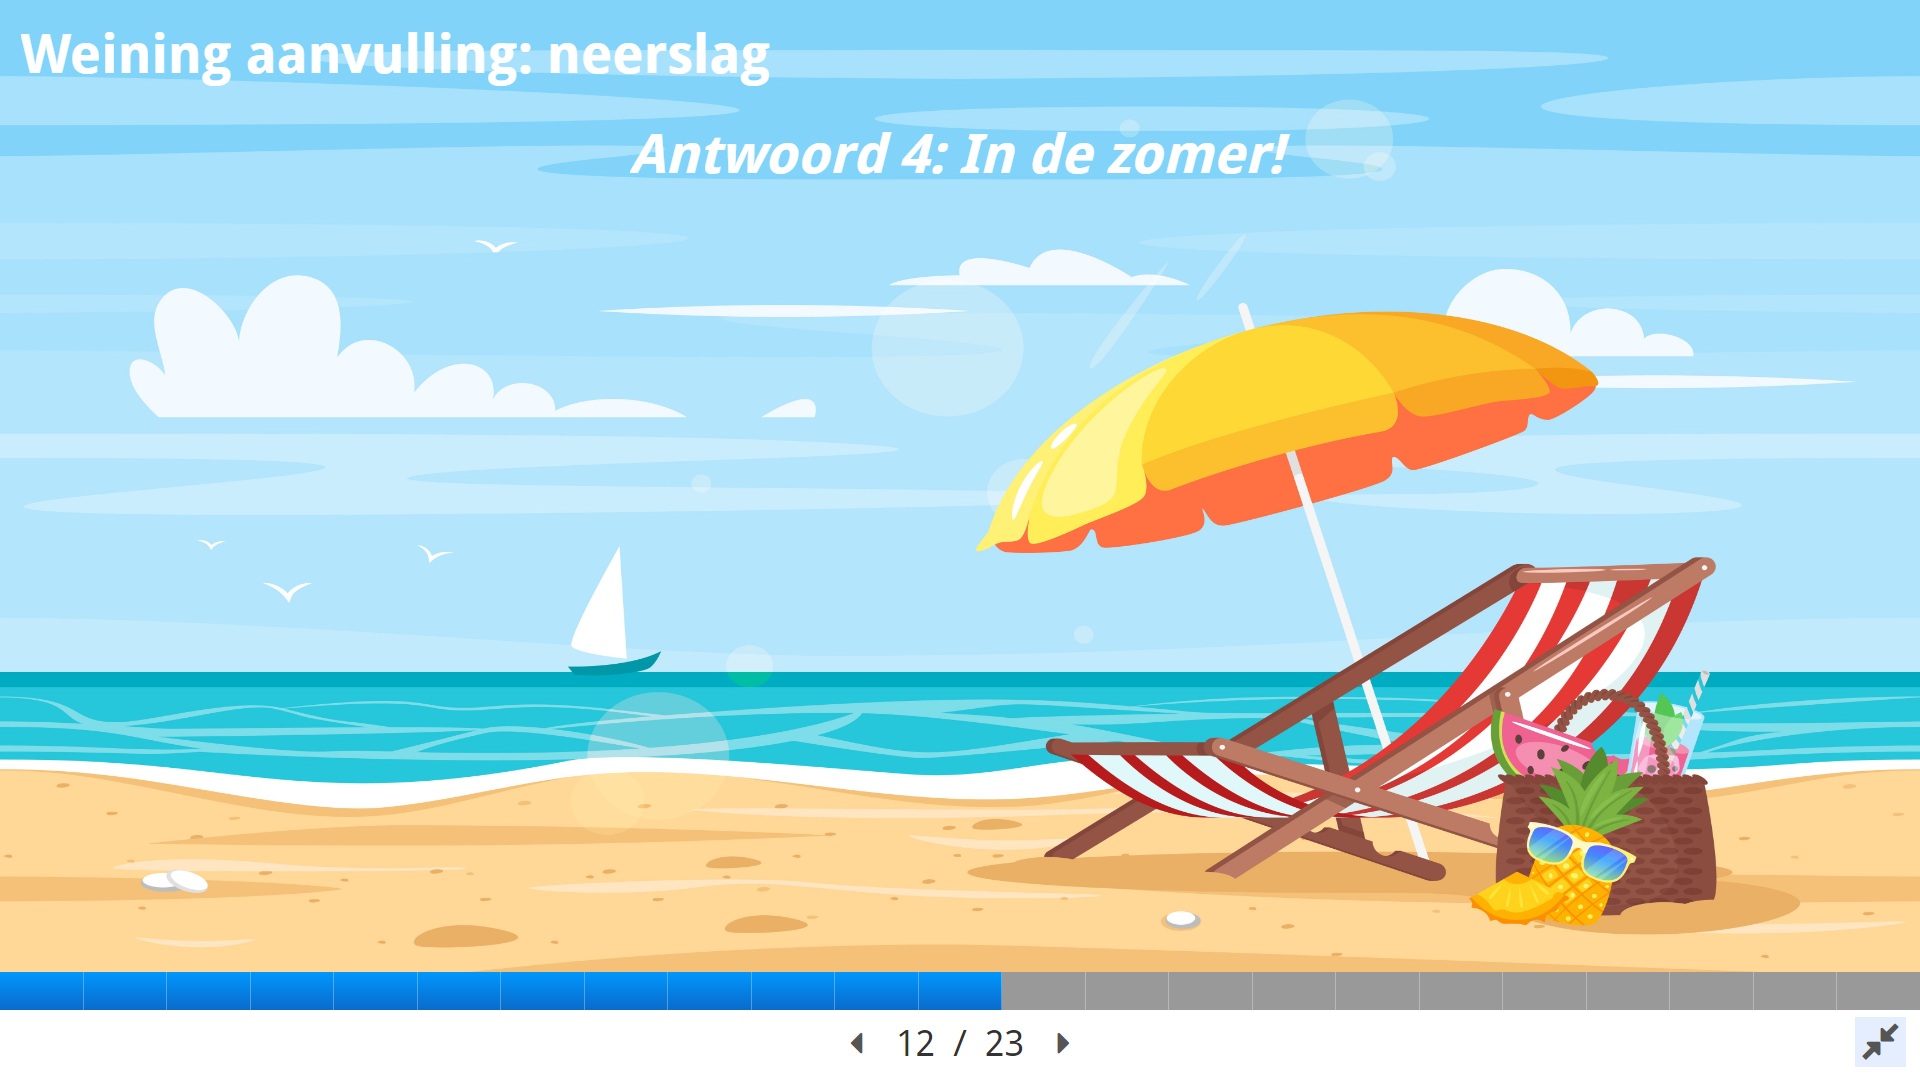 Weining aanvulling: neerslag
Antwoord 4: In de zomer!
12 / 23